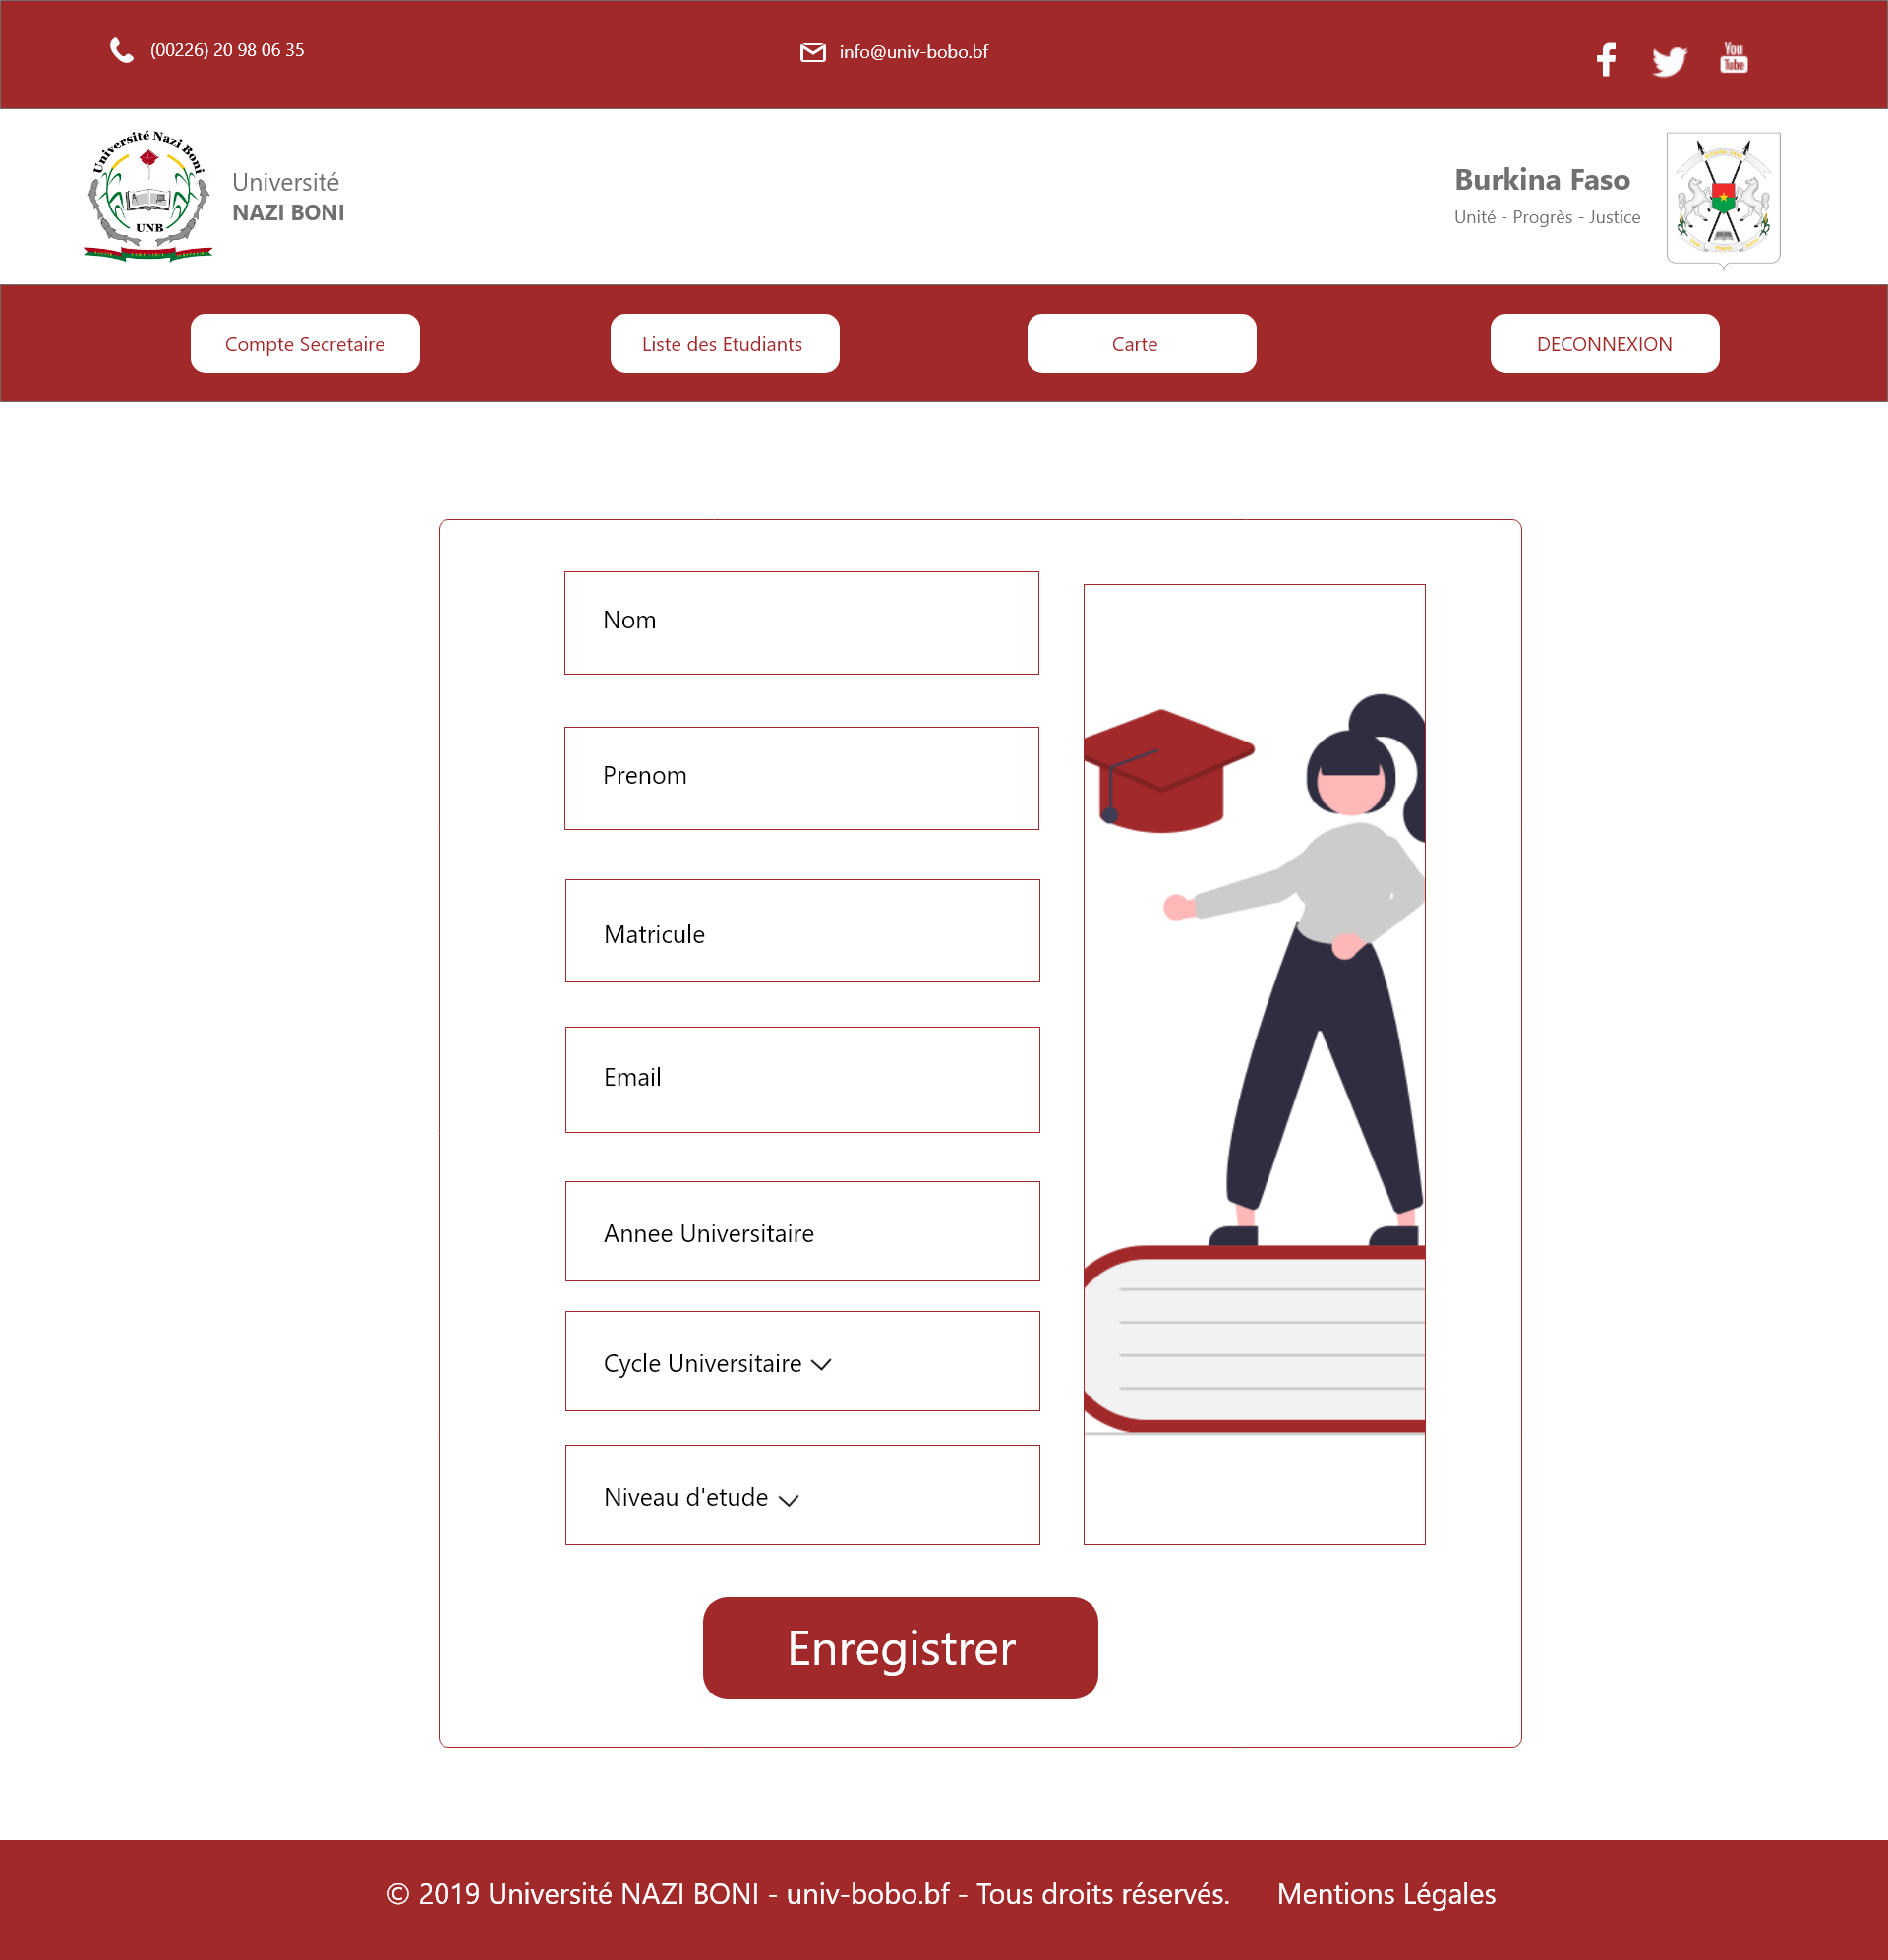 (00226) 20 98 06 35
info@univ-bobo.bf
You
Tube
Université Nazi Boni
UNB
Université
NAZI BONI
Burkina Faso
Unité - Progrès - Justice
Compte Secretaire
Liste des Etudiants
Carte
DECONNEXION
Nom
Prenom
Matricule
Email
Annee Universitaire
Cycle Universitaire
Niveau d'etude
Enregistrer
© 2019 Université NAZI BONI - univ-bobo.bf - Tous droits réservés.
Mentions Légales